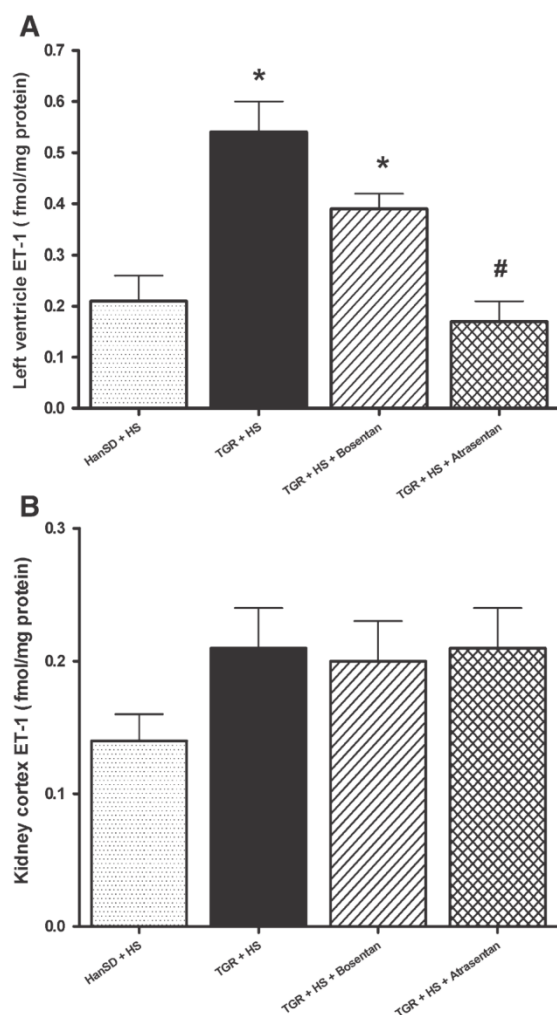 A
Left ventricle ET-1 ( fmol/mg protein)
0.7
0.6
0.5
0.4
0.3
0.2
0.1
0.0
*
*
#
HanSD + HS
TGR + HS
TGR + HS + Bosentan
TGR + HS + Atrasentan
B
Kidney cortex ET-1 ( fmol/mg protein)
0.3
0.2
0.1
0.0
HanSD + HS
TGR + HS
TGR + HS + Bosentan
TGR + HS + Atrasentan